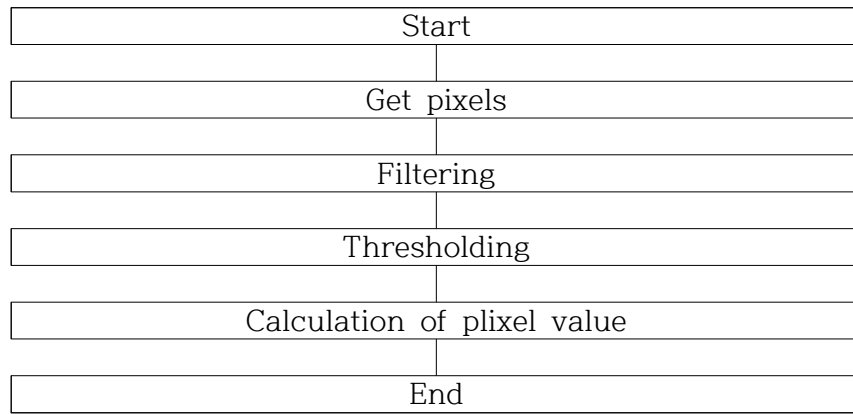 Start
Get pixels
Filtering
Thresholding
Calculation of plixel value
End